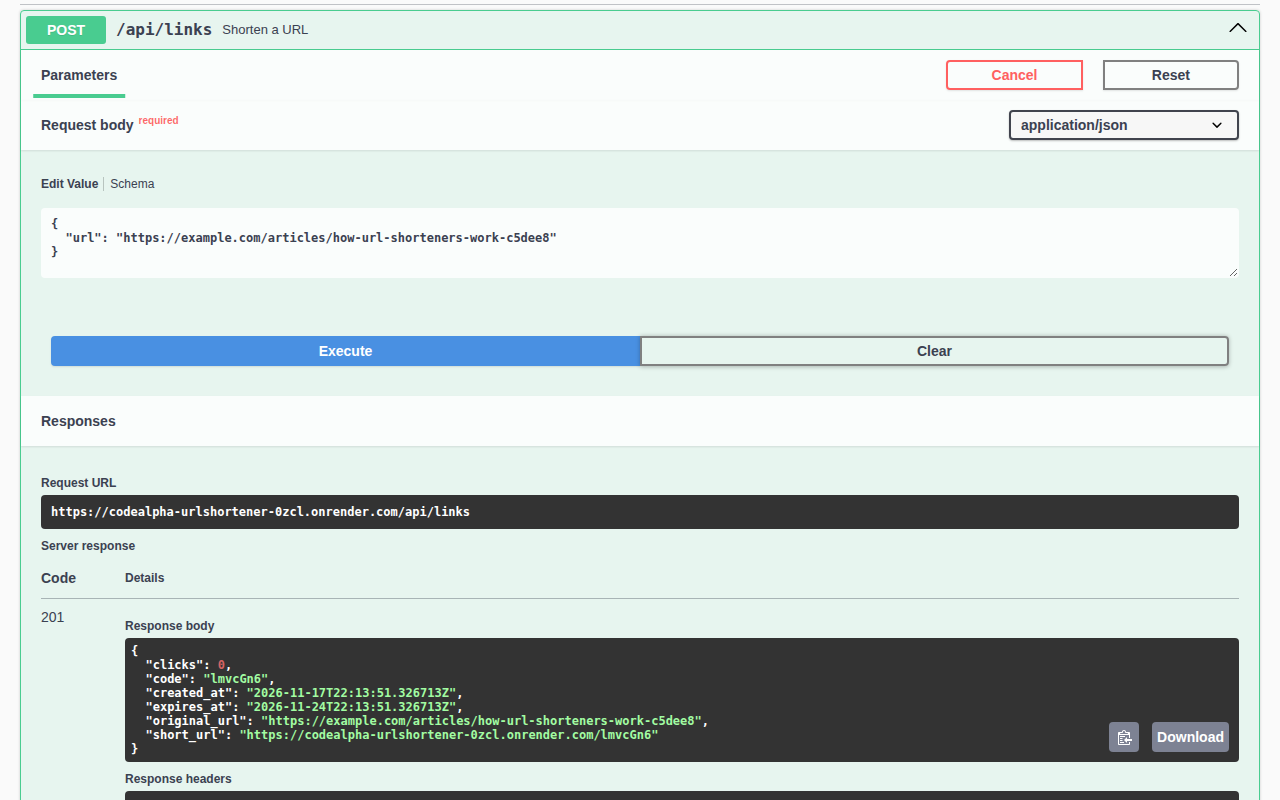 POST /api/links Shorten a URL
Parameters
Cancel
Reset
Request body required
application/json
Edit Value Schema
{
  "url": "https://example.com/articles/how-url-shorteners-work-c5dee8"
}
Execute
Clear
Responses
Request URL
https://codealpha-urlshortener-0zcl.onrender.com/api/links
Server response
Code Details
201
Response body
{
  "clicks": 0,
  "code": "lmvcGn6",
  "created_at": "2026-11-17T22:13:51.326713Z",
  "expires_at": "2026-11-24T22:13:51.326713Z",
  "original_url": "https://example.com/articles/how-url-shorteners-work-c5dee8",
  "short_url": "https://codealpha-urlshortener-0zcl.onrender.com/lmvcGn6"
}
Download
Response headers